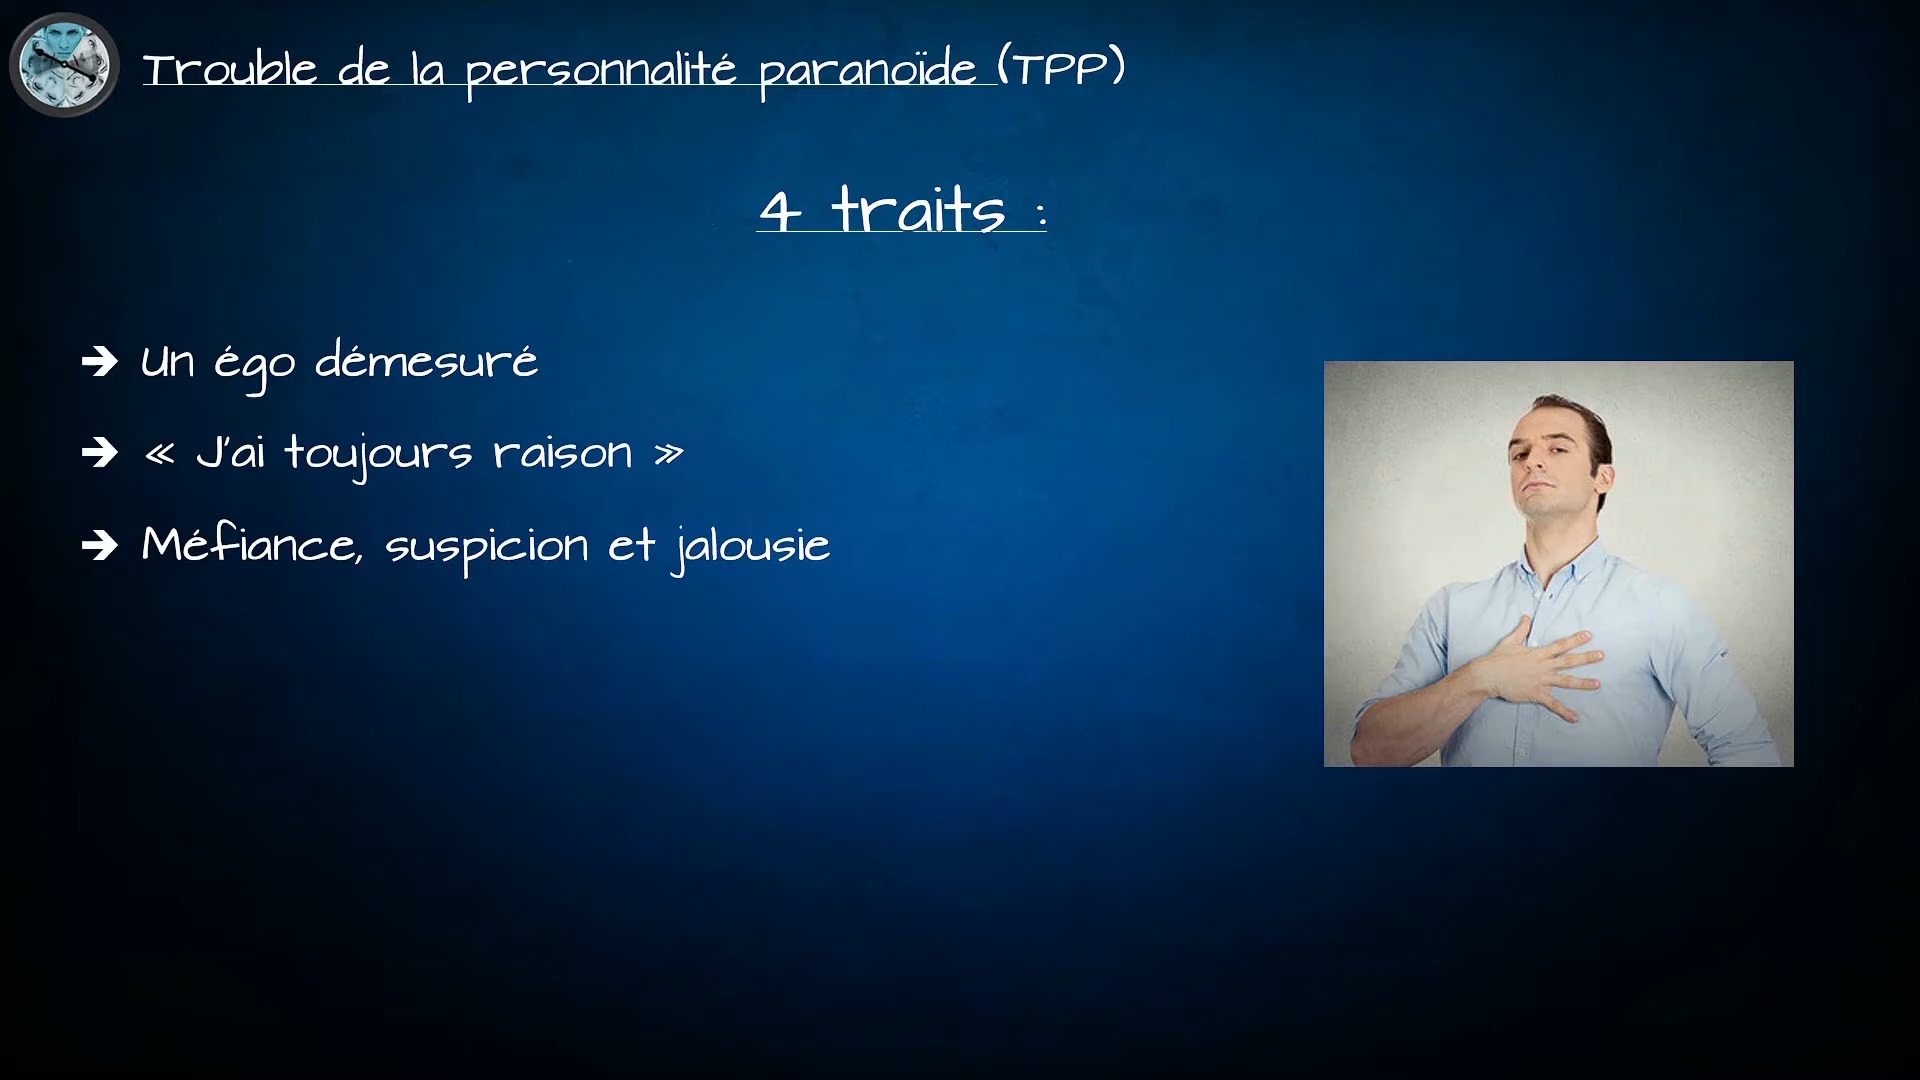 Trouble de la personnalité paranoïde (TPP)
4 traits :
➔ Un égo démesuré
➔ « J'ai toujours raison »
➔ Méfiance, suspicion et jalousie